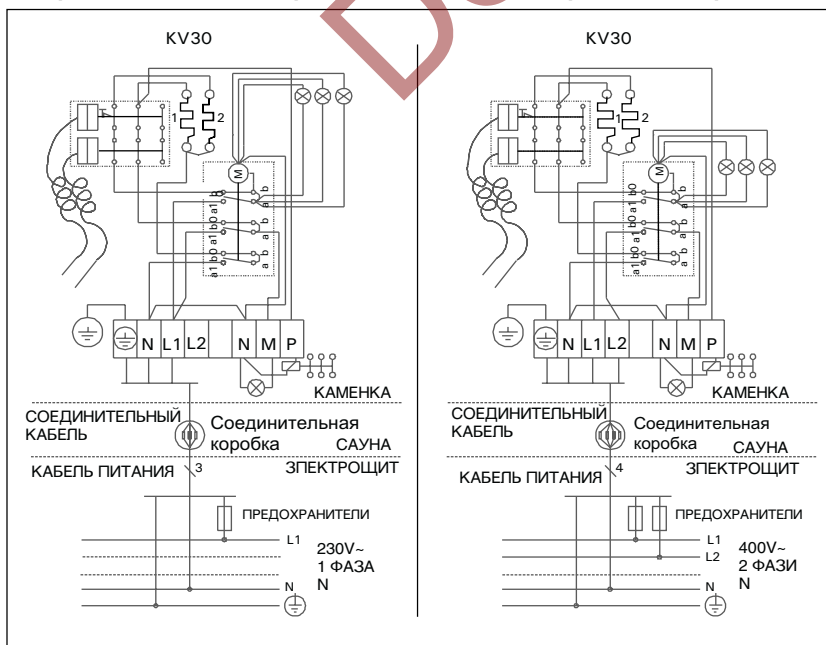 KV30
1 2
M
a1 b0 a b
a1 b0 a b
a1 b0 a b
N L1 L2 N M P
КАМЕНКА
СОЕДИНИТЕЛЬНЫЙ
КАБЕЛЬ
Соединительная
коробка
САУНА
КАБЕЛЬ ПИТАНИЯ 3
ЗПЕКТРОЩИТ
ПРЕДОХРАНИТЕЛИ
L1
230V~
1 ФАЗА
N
N
KV30
1 2
M
a1 b0 a b
a1 b0 a b
a1 b0 a b
N L1 L2 N M P
КАМЕНКА
СОЕДИНИТЕЛЬНЫЙ
КАБЕЛЬ
Соединительная
коробка
САУНА
КАБЕЛЬ ПИТАНИЯ 4
ЗПЕКТРОЩИТ
ПРЕДОХРАНИТЕЛИ
L1
L2
400V~
2 ФАЗИ
N
N